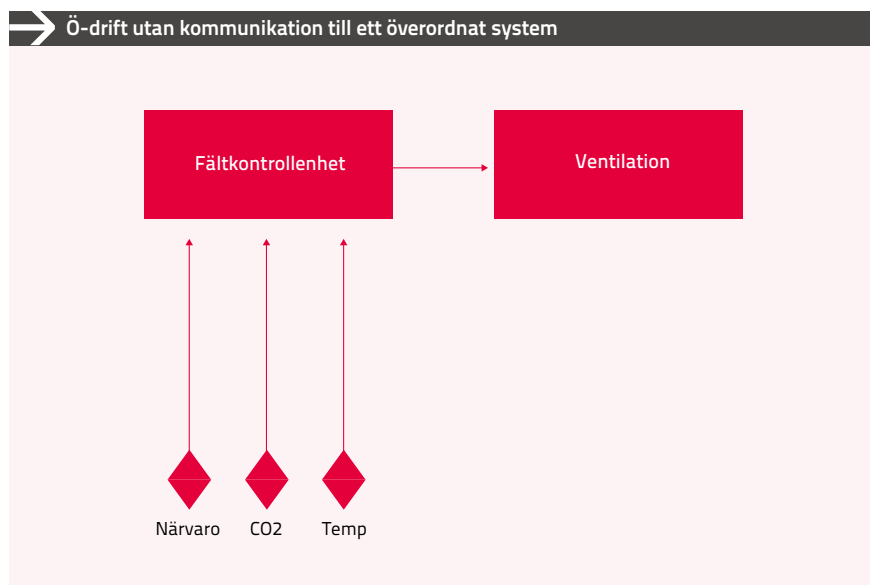 Ö-drift utan kommunikation till ett överordnat system
Fältkontrollenhet
Ventilation
Närvaro
CO2
Temp